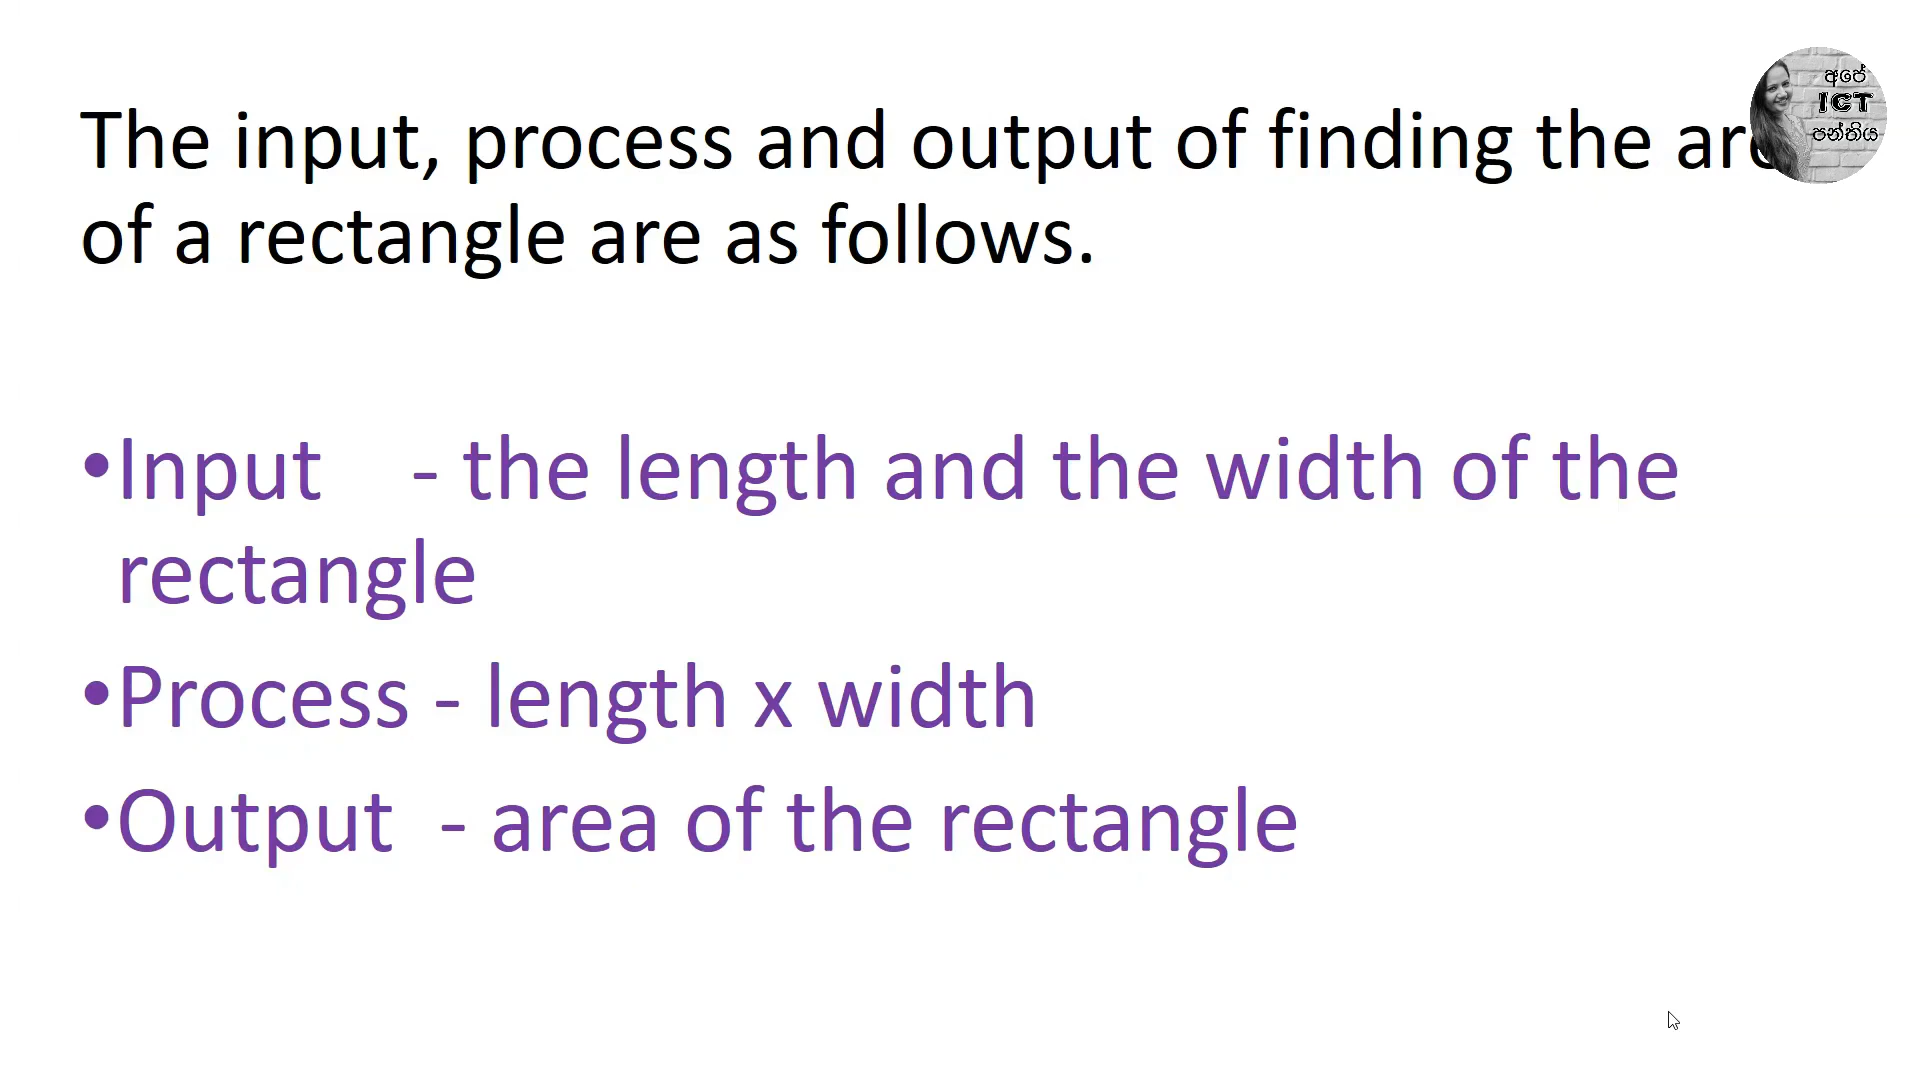 The input, process and output of finding the
of a rectangle are as follows.
අපේ
ICT
පන්තිය
•Input - the length and the width of the
rectangle
•Process - length x width
•Output - area of the rectangle